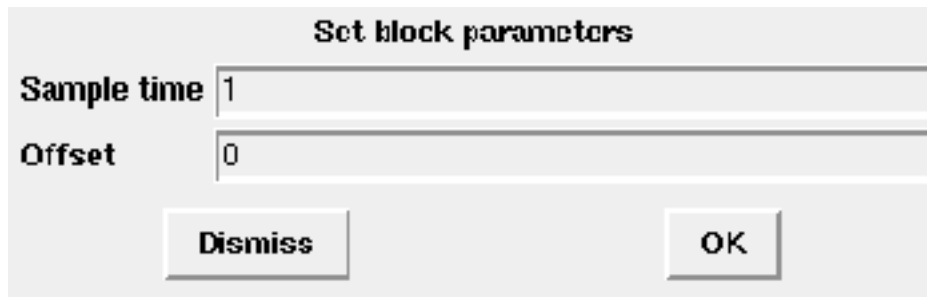 Set block parameters
Sample time 1
Offset 0
Dismiss OK